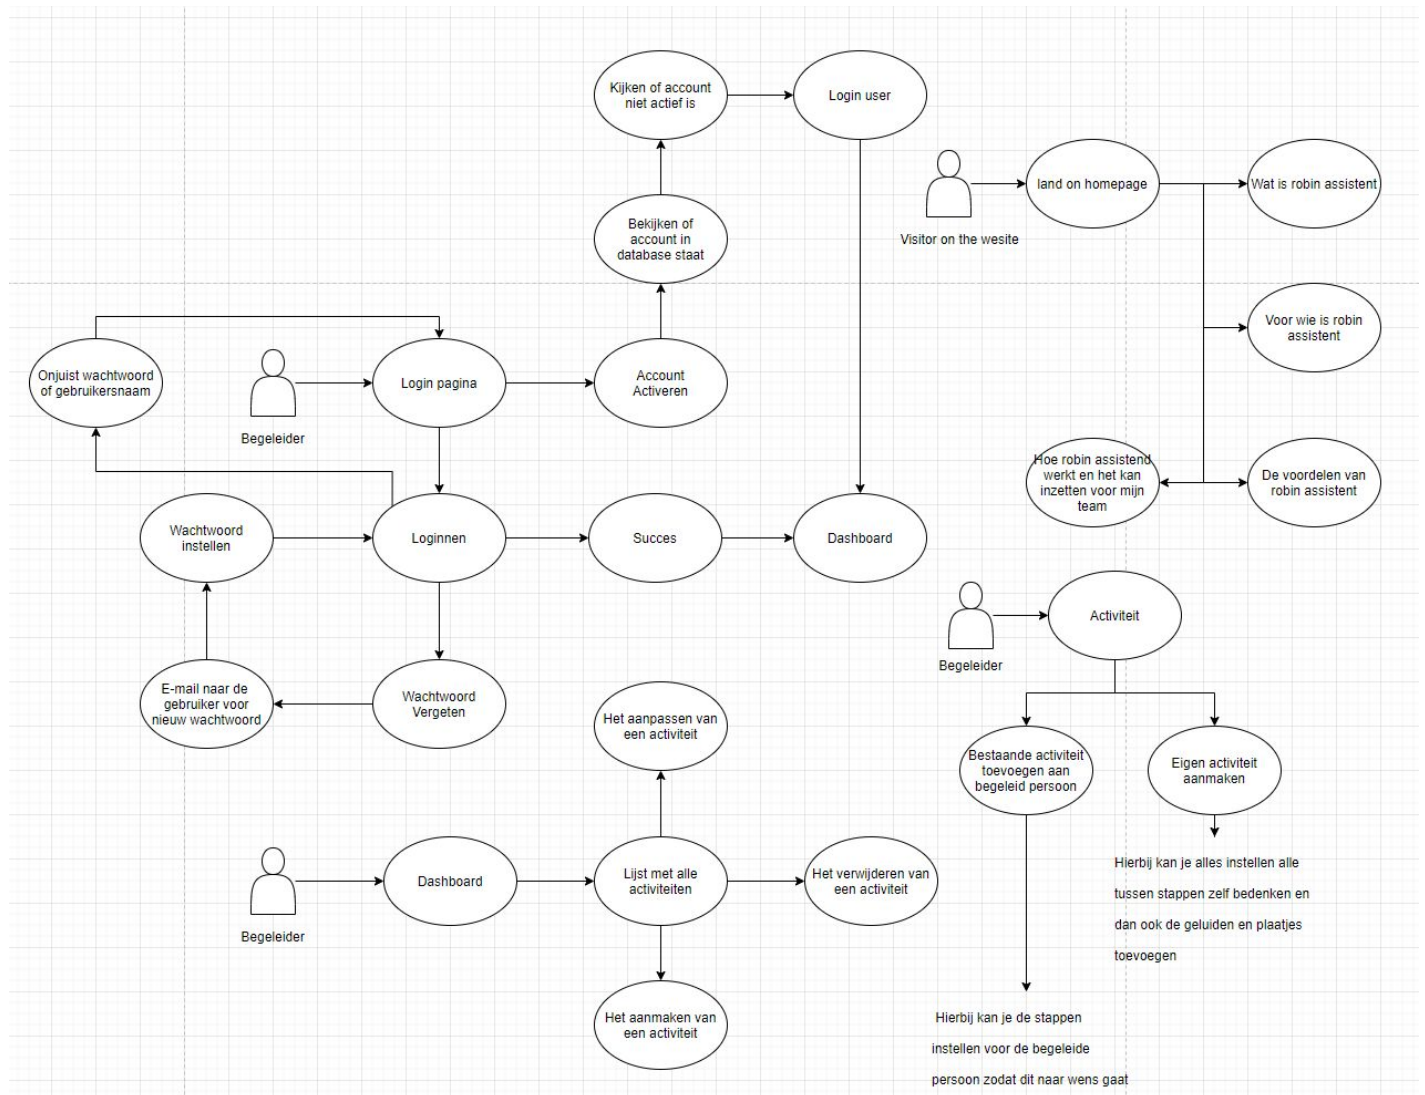 Kijken of account
niet actief is
Login user
Bekijken of
account in
database staat
land on homepage
Wat is robin assistent
Visitor on the wesite
Voor wie is robin
assistent
Hoe robin assistend
werkt en het kan
inzetten voor mijn
team
De voordelen van
robin assistent
Onjuist wachtwoord
of gebruikersnaam
Begeleider
Login pagina
Account
Activeren
Wachtwoord
instellen
Loginnen
Succes
Dashboard
E-mail naar de
gebruiker voor
nieuw wachtwoord
Wachtwoord
Vergeten
Begeleider
Activiteit
Bestaande activiteit
toevoegen aan
begeleid persoon
Eigen activiteit
aanmaken
Hierbij kan je alles instellen alle
tussen stappen zelf bedenken en
dan ook de geluiden en plaatjes
toevoegen
Hierbij kan je de stappen
instellen voor de begeleide
persoon zodat dit naar wens gaat
Het aanpassen van
een activiteit
Begeleider
Dashboard
Lijst met alle
activiteiten
Het verwijderen van
een activiteit
Het aanmaken van
een activiteit